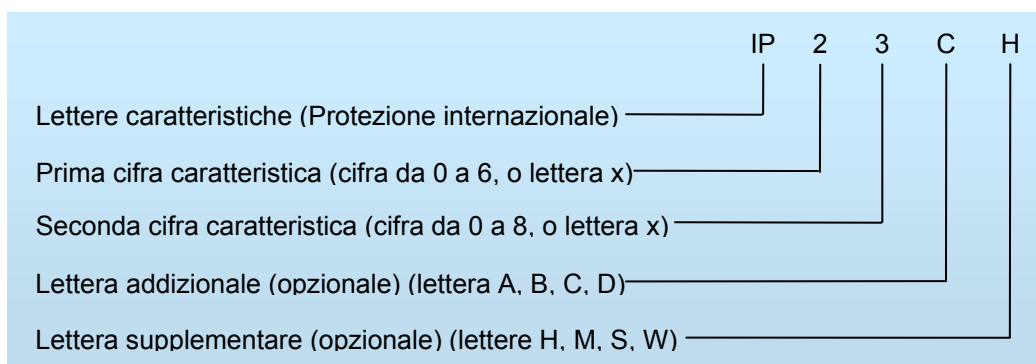 IP 2 3 C H
Lettere caratteristiche (Protezione internazionale)
Prima cifra caratteristica (cifra da 0 a 6, o lettera x)
Seconda cifra caratteristica (cifra da 0 a 8, o lettera x)
Lettera addizionale (opzionale) (lettera A, B, C, D)
Lettera supplementare (opzionale) (lettere H, M, S, W)